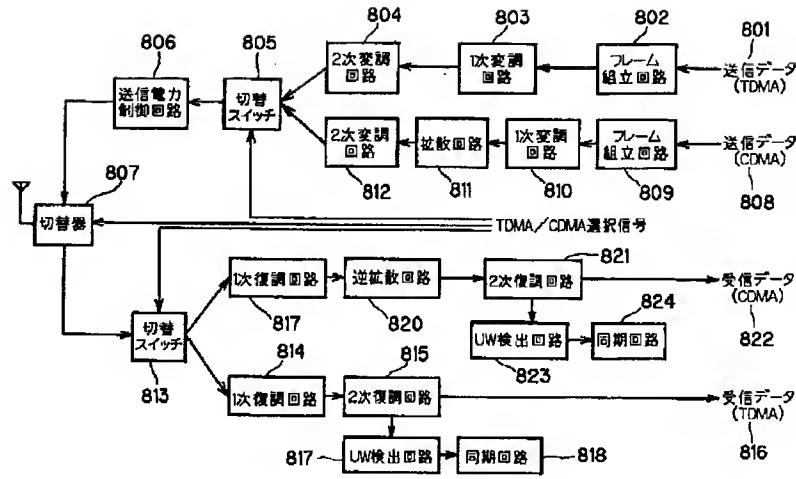 806
805
804
803
802
801
送信電力
制御回路
切替
スイッチ
2次変調
回路
1次変調
回路
フレーム
組立回路
送信データ
(TDMA)
807
2次変調
回路
拡散回路
1次変調
回路
フレーム
組立回路
送信データ
(CDMA)
812
811
810
809
808
切替器
TDMA/CDMA選択信号
821
1次復調回路
逆拡散回路
2次復調回路
824
受信データ
(CDMA)
817
820
822
切替
スイッチ
814
815
UW検出回路
同期回路
823
813
1次復調回路
2次復調回路
受信データ
(TDMA)
816
817
UW検出回路
同期回路
818